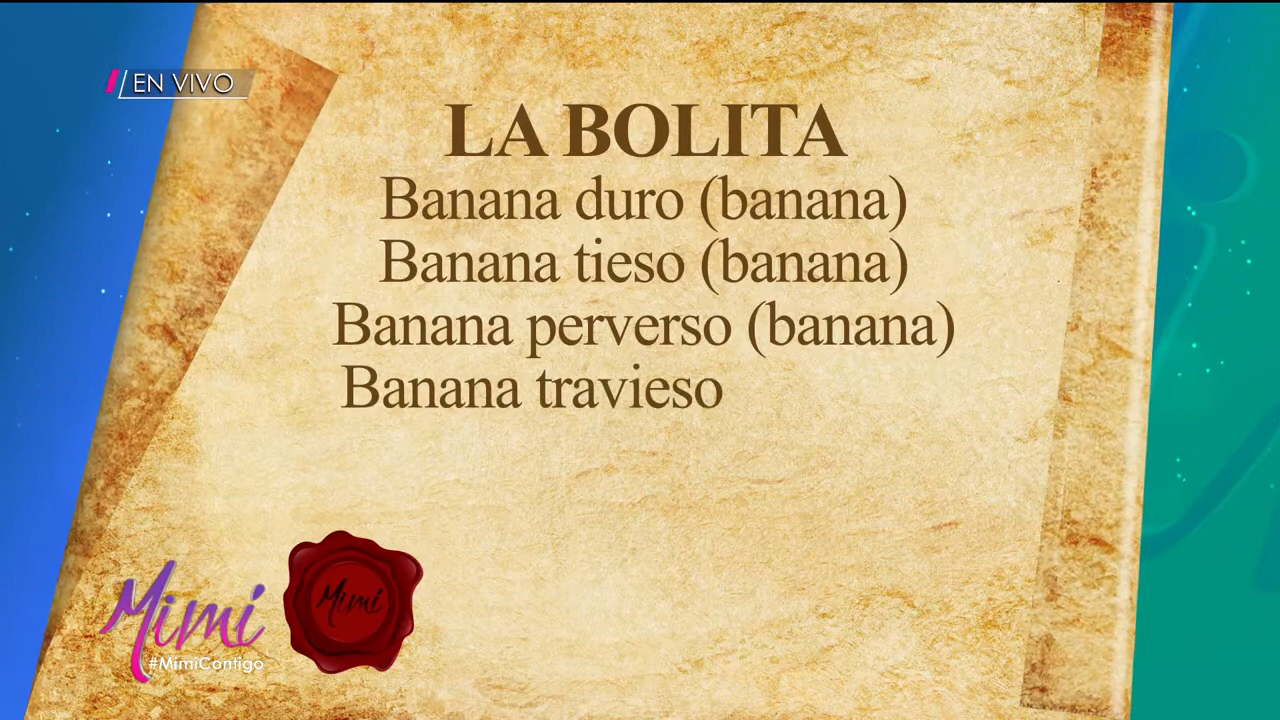 EN VIVO
LA BOLITA
Banana duro (banana)
Banana tieso (banana)
Banana perverso (banana)
Banana travieso
Mimi
Mimi
#MimiContigo